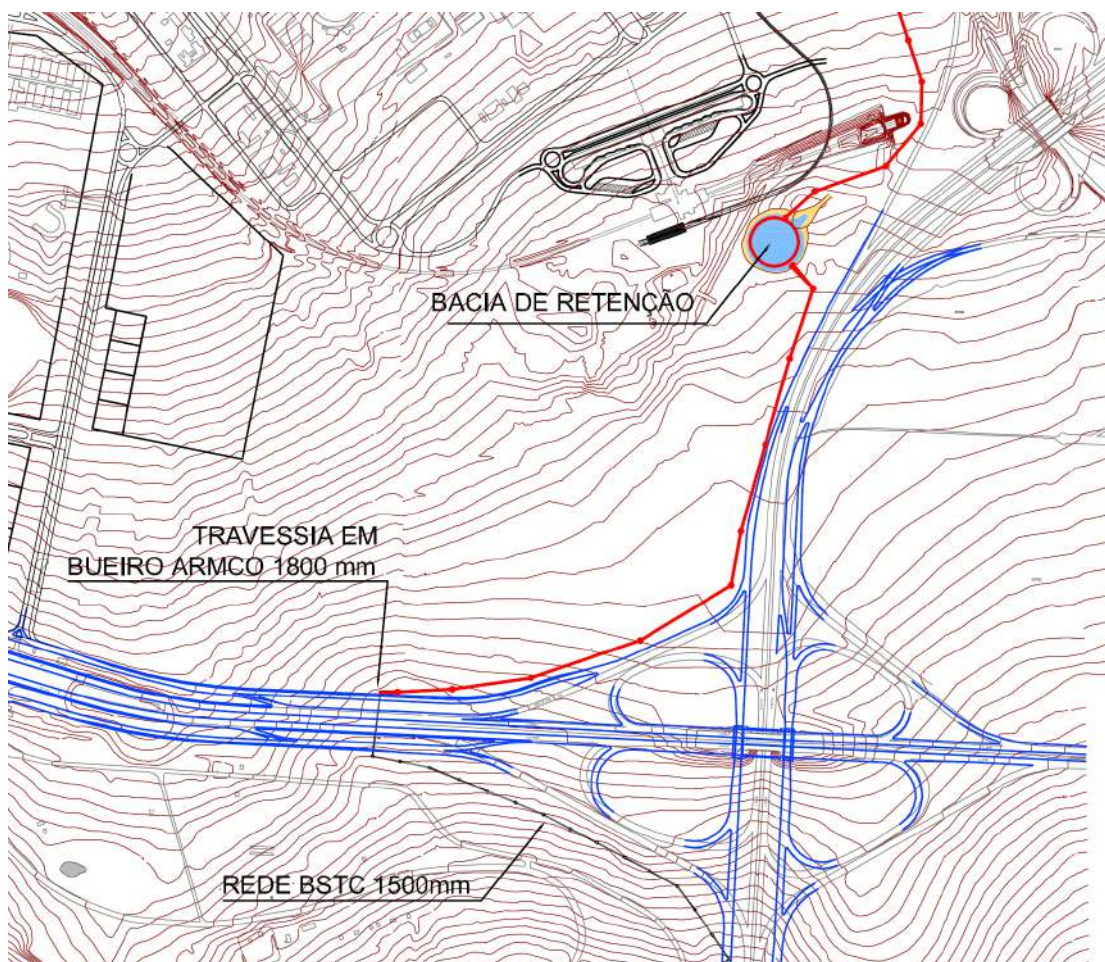 BACIA DE RETENÇÃO
TRAVESSIA EM
BUEIRO ARMCO 1800 mm
REDE BSTC 1500mm